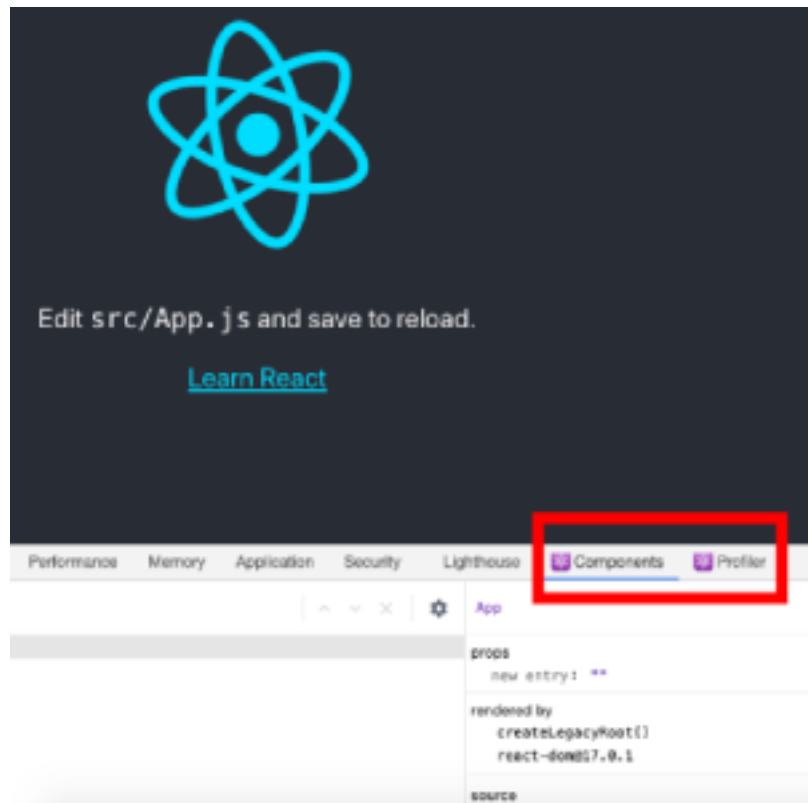 Edit src/App.js and save to reload.
Learn React
Performance Memory Application Security Lighthouse Components Profiler
App
props
new entry: ""
rendered by
createLegacyRoot()
react-dom@17.0.1
source